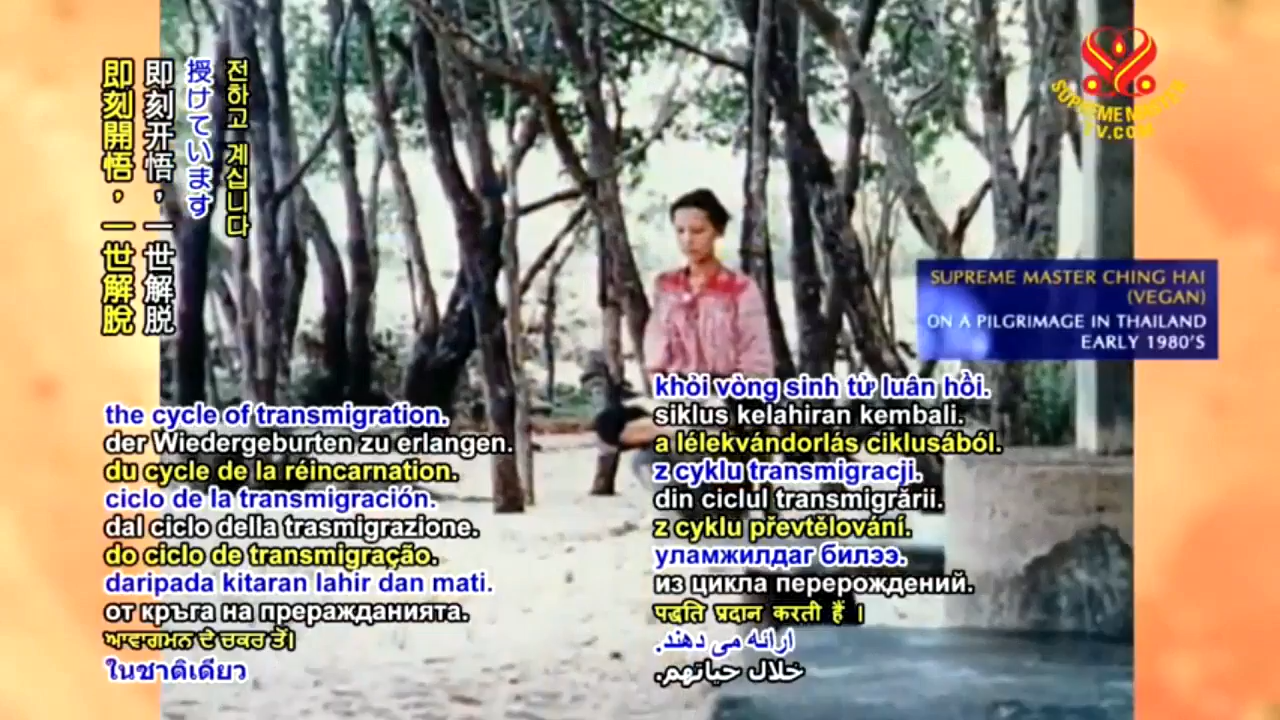 전하고 계십니다
授けています
即刻开悟，一世解脱
即刻開悟，一世解脫
SUPREME MASTER
TV.COM
SUPREME MASTER CHING HAI
(VEGAN)
ON A PILGRIMAGE IN THAILAND
EARLY 1980'S
the cycle of transmigration.
der Wiedergeburten zu erlangen.
du cycle de la réincarnation.
ciclo de la transmigración.
dal ciclo della trasmigrazione.
do ciclo de transmigração.
daripada kitaran lahir dan mati.
от кръга на преражданията.
ਆਵਾਗਮਨ ਦੇ ਚਕਰ ਤੋਂ।
ในชาติเดียว
khỏi vòng sinh tử luân hồi.
siklus kelahiran kembali.
a lélekvándorlás ciklusából.
z cyklu transmigracji.
din ciclul transmigrării.
z cyklu převtělování.
уламжилдаг билээ.
из цикла перерождений.
पद्धति प्रदान करती हैं ।
ارائه می دهند.
خلال حياتهم.